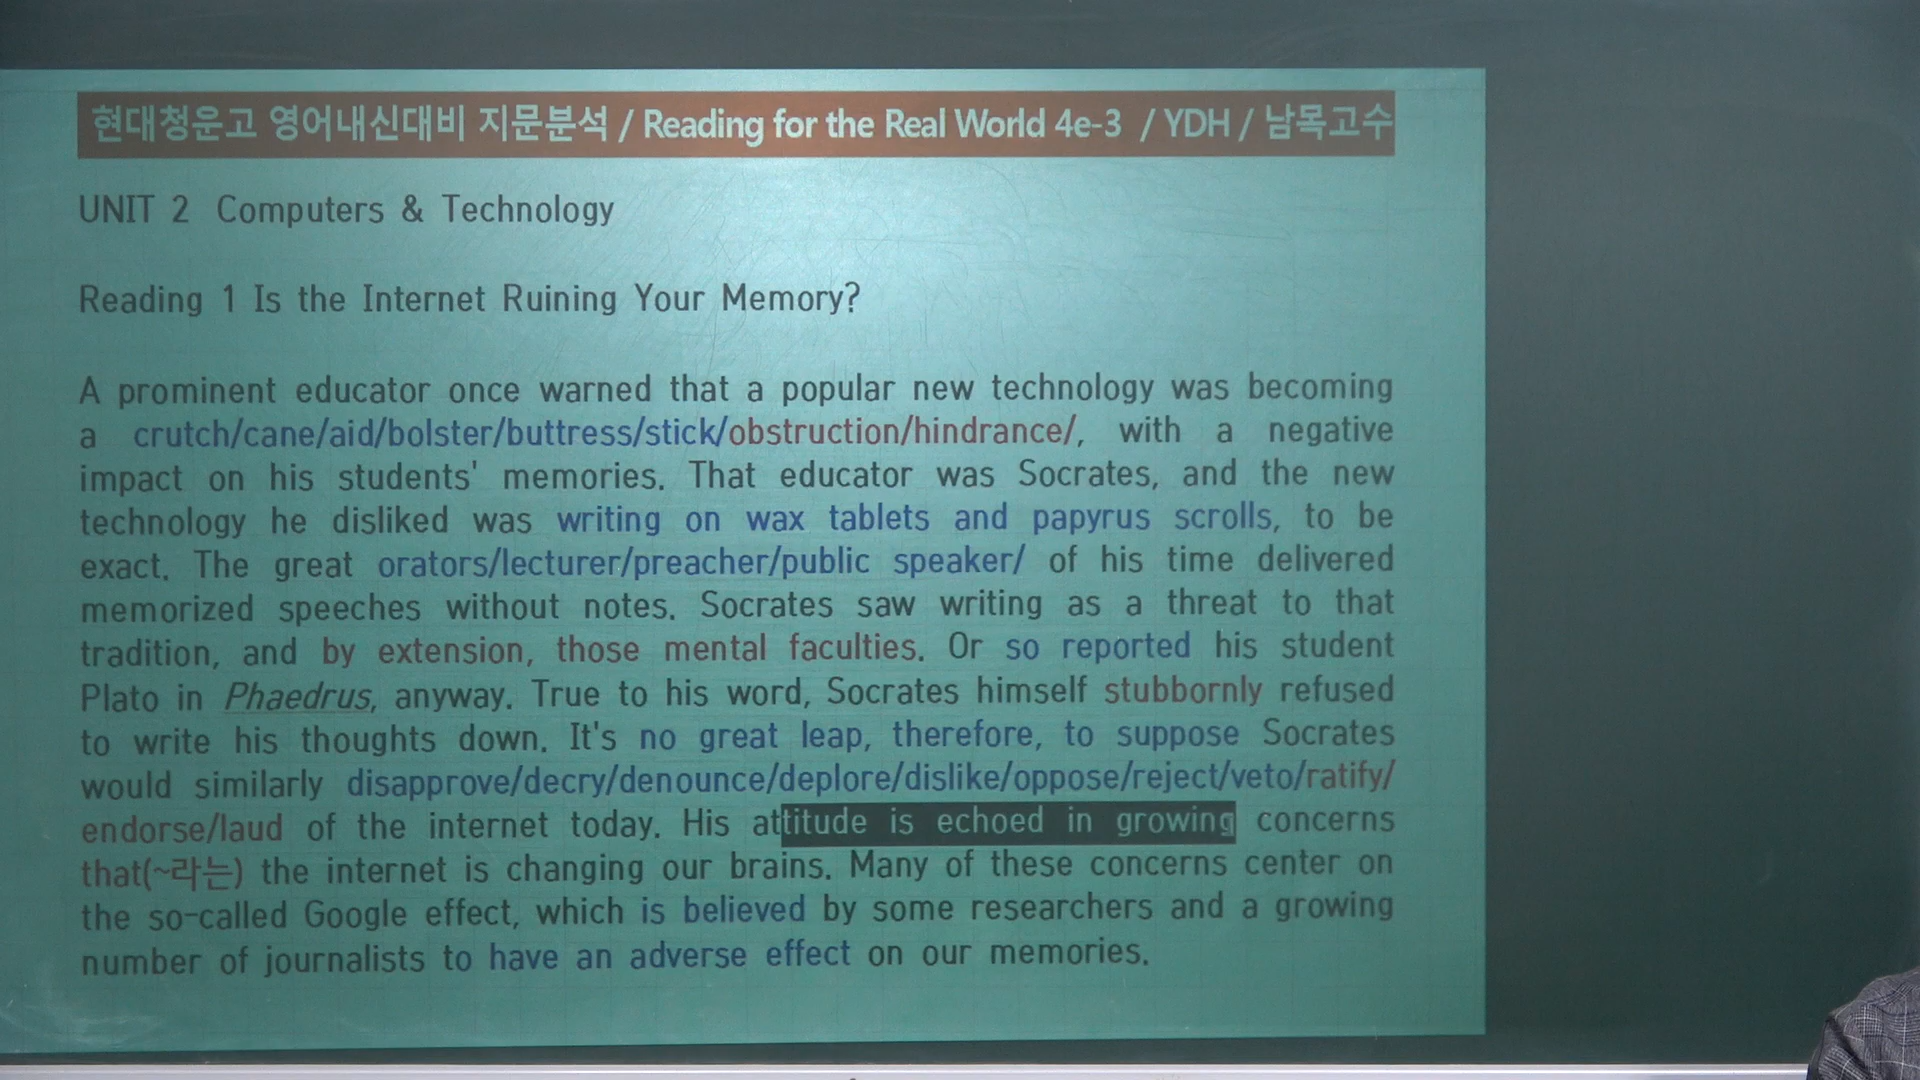 현대청운고 영어내신대비 지문분석 / Reading for the Real World 4e-3 / YDH / 남목고수
UNIT 2 Computers & Technology
Reading 1 Is the Internet Ruining Your Memory?
A prominent educator once warned that a popular new technology was becoming
a crutch/cane/aid/bolster/buttress/stick/obstruction/hindrance/, with a negative
impact on his students' memories. That educator was Socrates, and the new
technology he disliked was writing on wax tablets and papyrus scrolls, to be
exact. The great orators/lecturer/preacher/public speaker/ of his time delivered
memorized speeches without notes. Socrates saw writing as a threat to that
tradition, and by extension, those mental faculties. Or so reported his student
Plato in Phaedrus, anyway. True to his word, Socrates himself stubbornly refused
to write his thoughts down. It's no great leap, therefore, to suppose Socrates
would similarly disapprove/decry/denounce/deplore/dislike/oppose/reject/veto/ratify/
endorse/laud of the internet today. His attitude is echoed in growing concerns
that(~라는) the internet is changing our brains. Many of these concerns center on
the so-called Google effect, which is believed by some researchers and a growing
number of journalists to have an adverse effect on our memories.